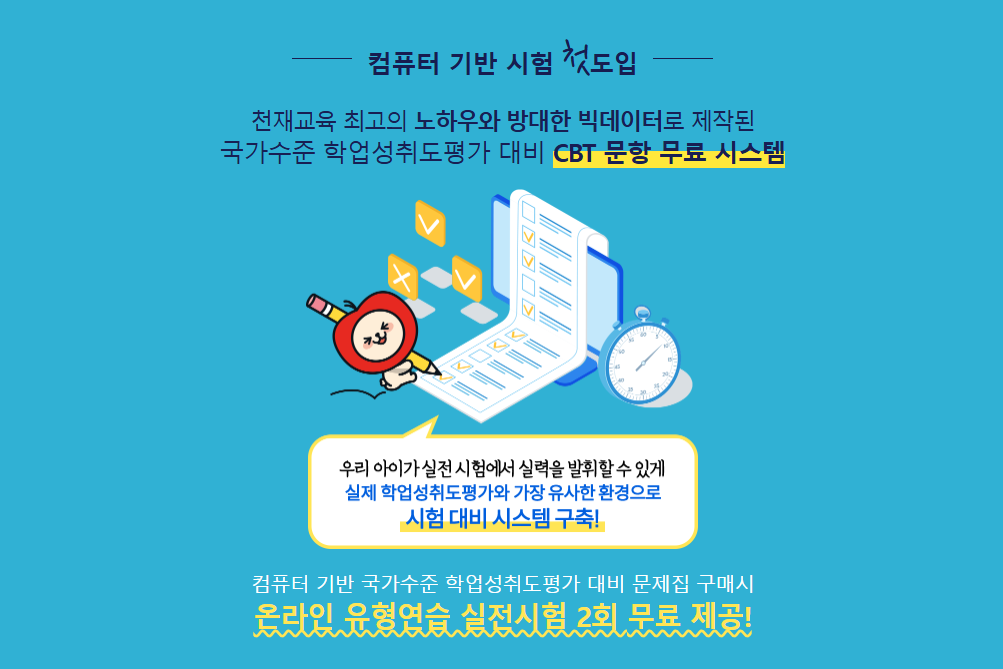 컴퓨터 기반 시험 첫도입
천재교육 최고의 노하우와 방대한 빅데이터로 제작된
국가수준 학업성취도평가 대비 CBT 문항 무료 시스템
우리 아이가 실전 시험에서 실력을 발휘할 수 있게
실제 학업성취도평가와 가장 유사한 환경으로
시험 대비 시스템 구축!
컴퓨터 기반 국가수준 학업성취도평가 대비 문제집 구매시
온라인 유형연습 실전시험 2회 무료 제공!